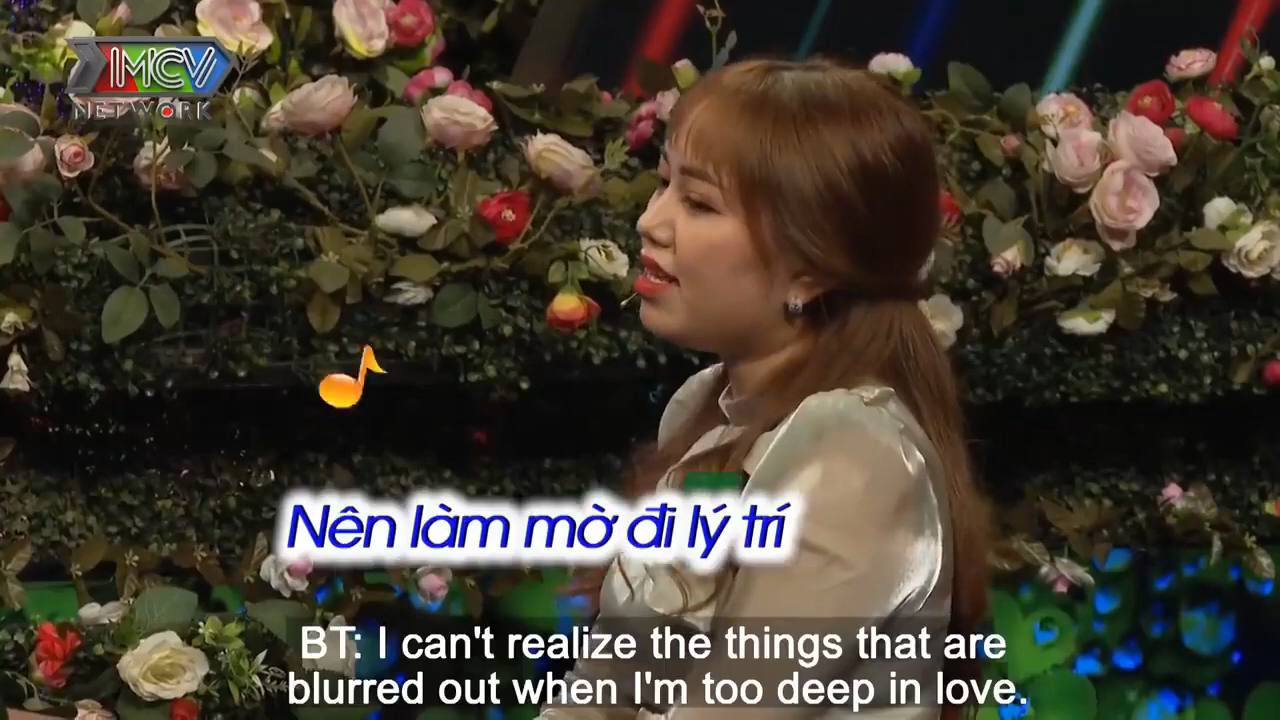 MCV
NETWORK
Nên làm mờ đi lý trí
BT: I can't realize the things that are
blurred out when I'm too deep in love.